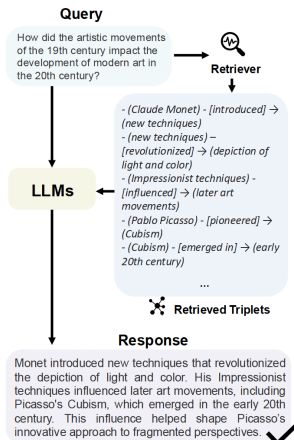 Query
How did the artistic movements
of the 19th century impact the
development of modern art in
the 20th century?
Retriever
- (Claude Monet) - [introduced] →
(new techniques)
- (new techniques) –
[revolutionized] → (depiction of
light and color)
- (Impressionist techniques) -
[influenced] → (later art
movements)
- (Pablo Picasso) - [pioneered] →
(Cubism)
- (Cubism) - [emerged in] → (early
20th century)
...
LLMs
Retrieved Triplets
Response
Monet introduced new techniques that revolutionized
the depiction of light and color. His Impressionist
techniques influenced later art movements, including
Picasso's Cubism, which emerged in the early 20th
century. This influence helped shape Picasso's
innovative approach to fragmented perspectives.